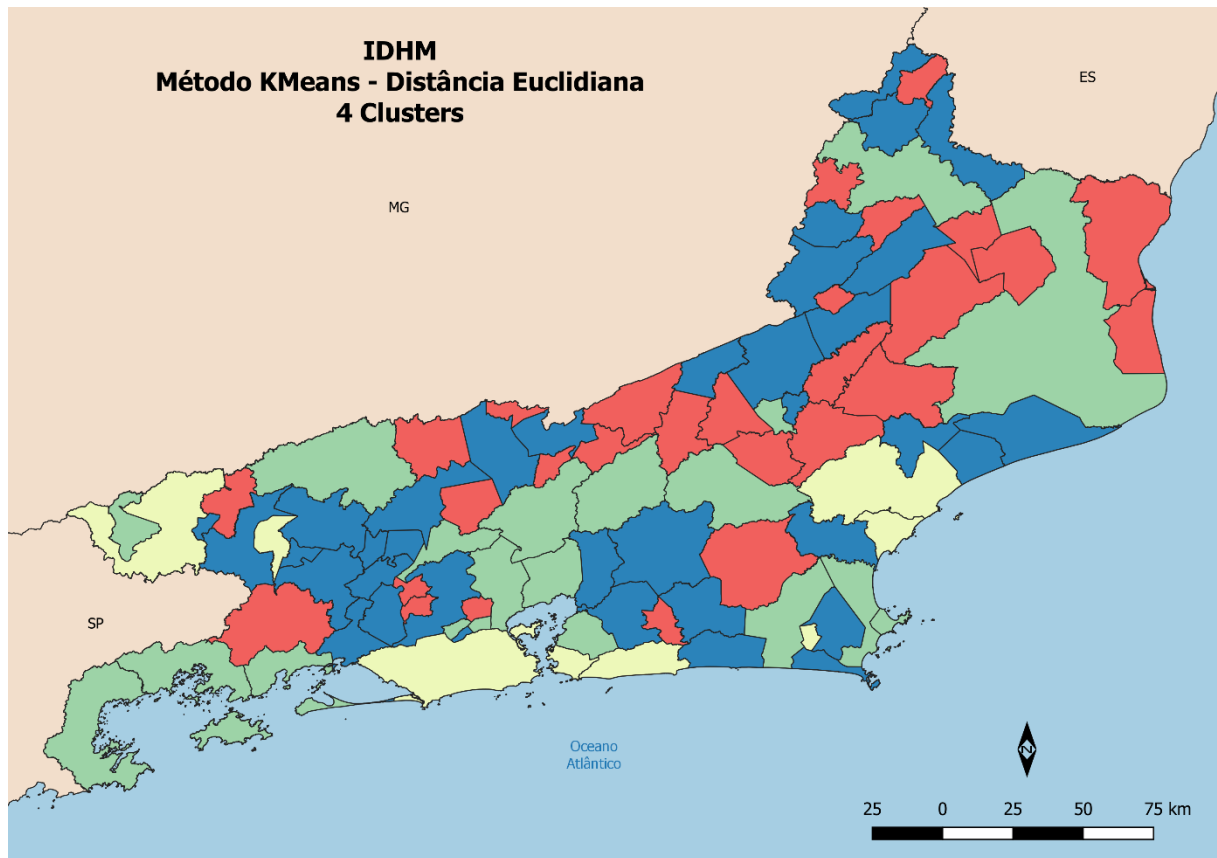 IDHM
Método KMeans - Distância Euclidiana
4 Clusters
ES
MG
SP
Oceano
Atlântico
N
25 0 25 50 75 km